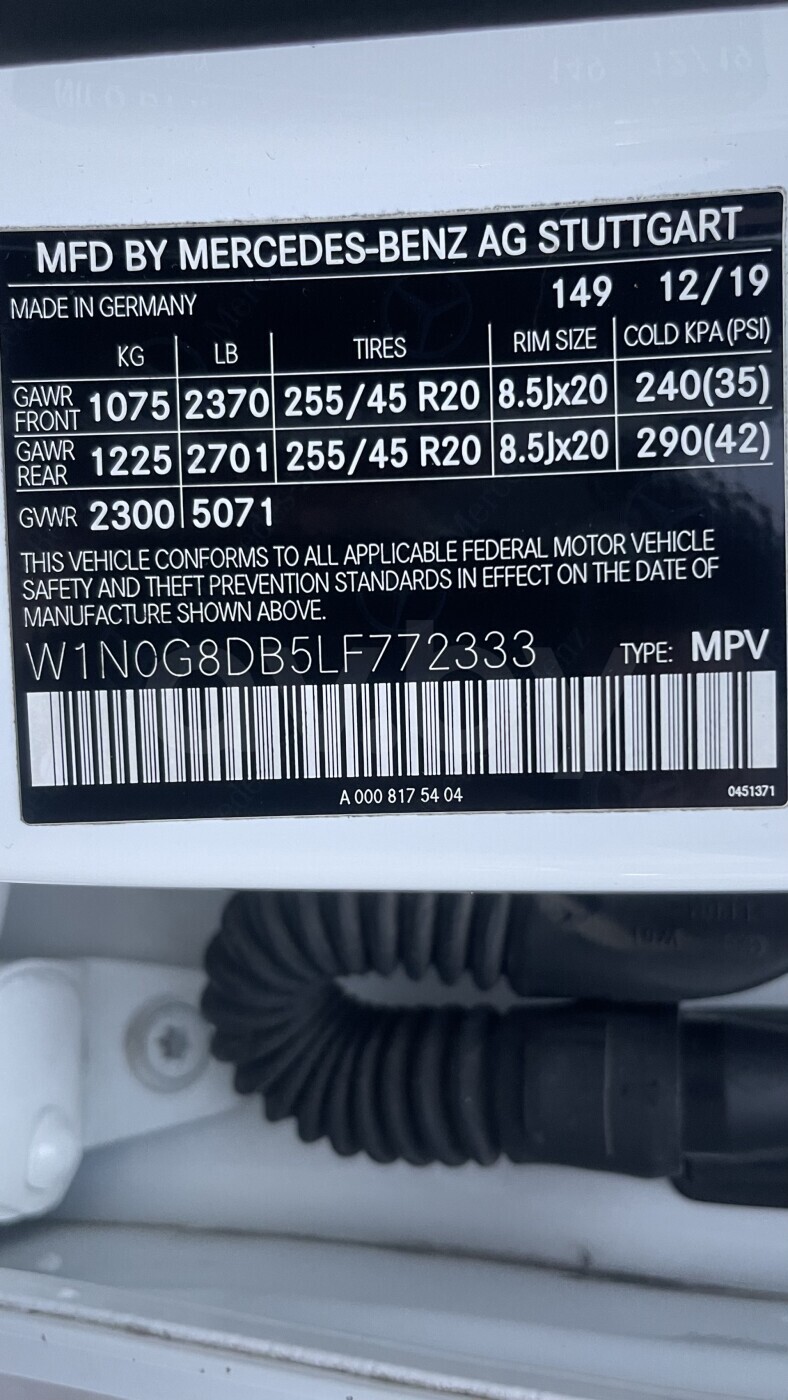 MFD BY MERCEDES-BENZ AG STUTTGART
MADE IN GERMANY 149 12/19
KG LB TIRES RIM SIZE COLD KPA (PSI)
GAWR FRONT 1075 2370 255/45 R20 8.5Jx20 240(35)
GAWR REAR 1225 2701 255/45 R20 8.5Jx20 290(42)
GVWR 2300 5071
THIS VEHICLE CONFORMS TO ALL APPLICABLE FEDERAL MOTOR VEHICLE
SAFETY AND THEFT PREVENTION STANDARDS IN EFFECT ON THE DATE OF
MANUFACTURE SHOWN ABOVE.
W1N0G8DB5LF772333 TYPE: MPV
A 000 817 54 04 0451371